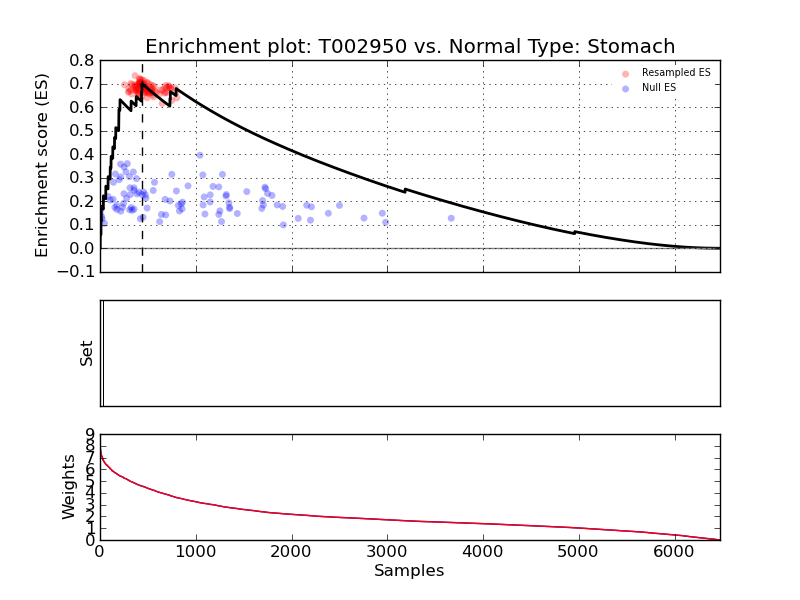 Enrichment plot: T002950 vs. Normal Type: Stomach
Enrichment score (ES)
0.8
0.7
0.6
0.5
0.4
0.3
0.2
0.1
0.0
−0.1
Resampled ES
Null ES
Set
Weights
9
8
7
6
5
4
3
2
1
0
0 1000 2000 3000 4000 5000 6000
Samples